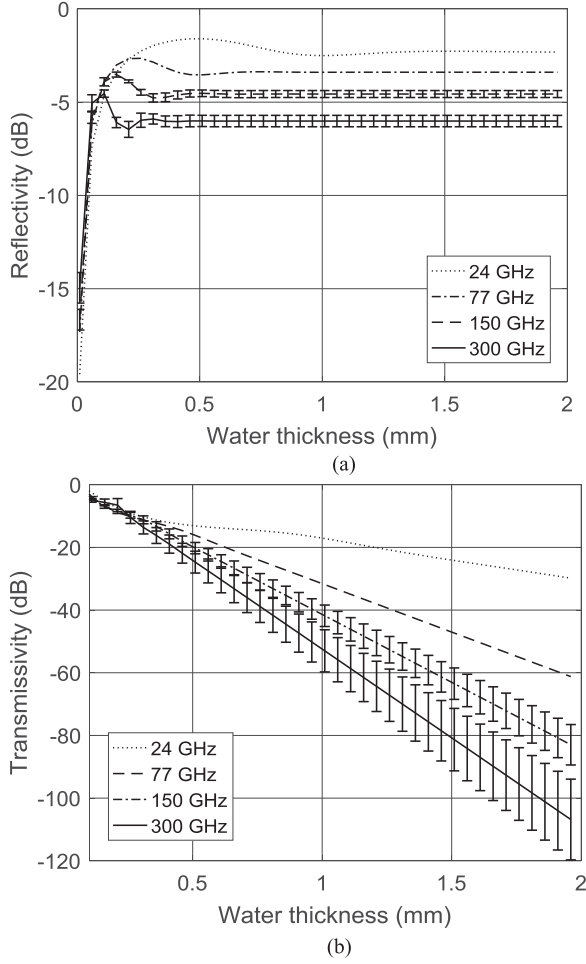 0
-5
-10
-15
-20
Reflectivity (dB)
24 GHz
77 GHz
150 GHz
300 GHz
0 0.5 1 1.5 2
Water thickness (mm)
(a)
0
-20
-40
-60
-80
-100
-120
Transmissivity (dB)
24 GHz
77 GHz
150 GHz
300 GHz
0.5 1 1.5 2
Water thickness (mm)
(b)